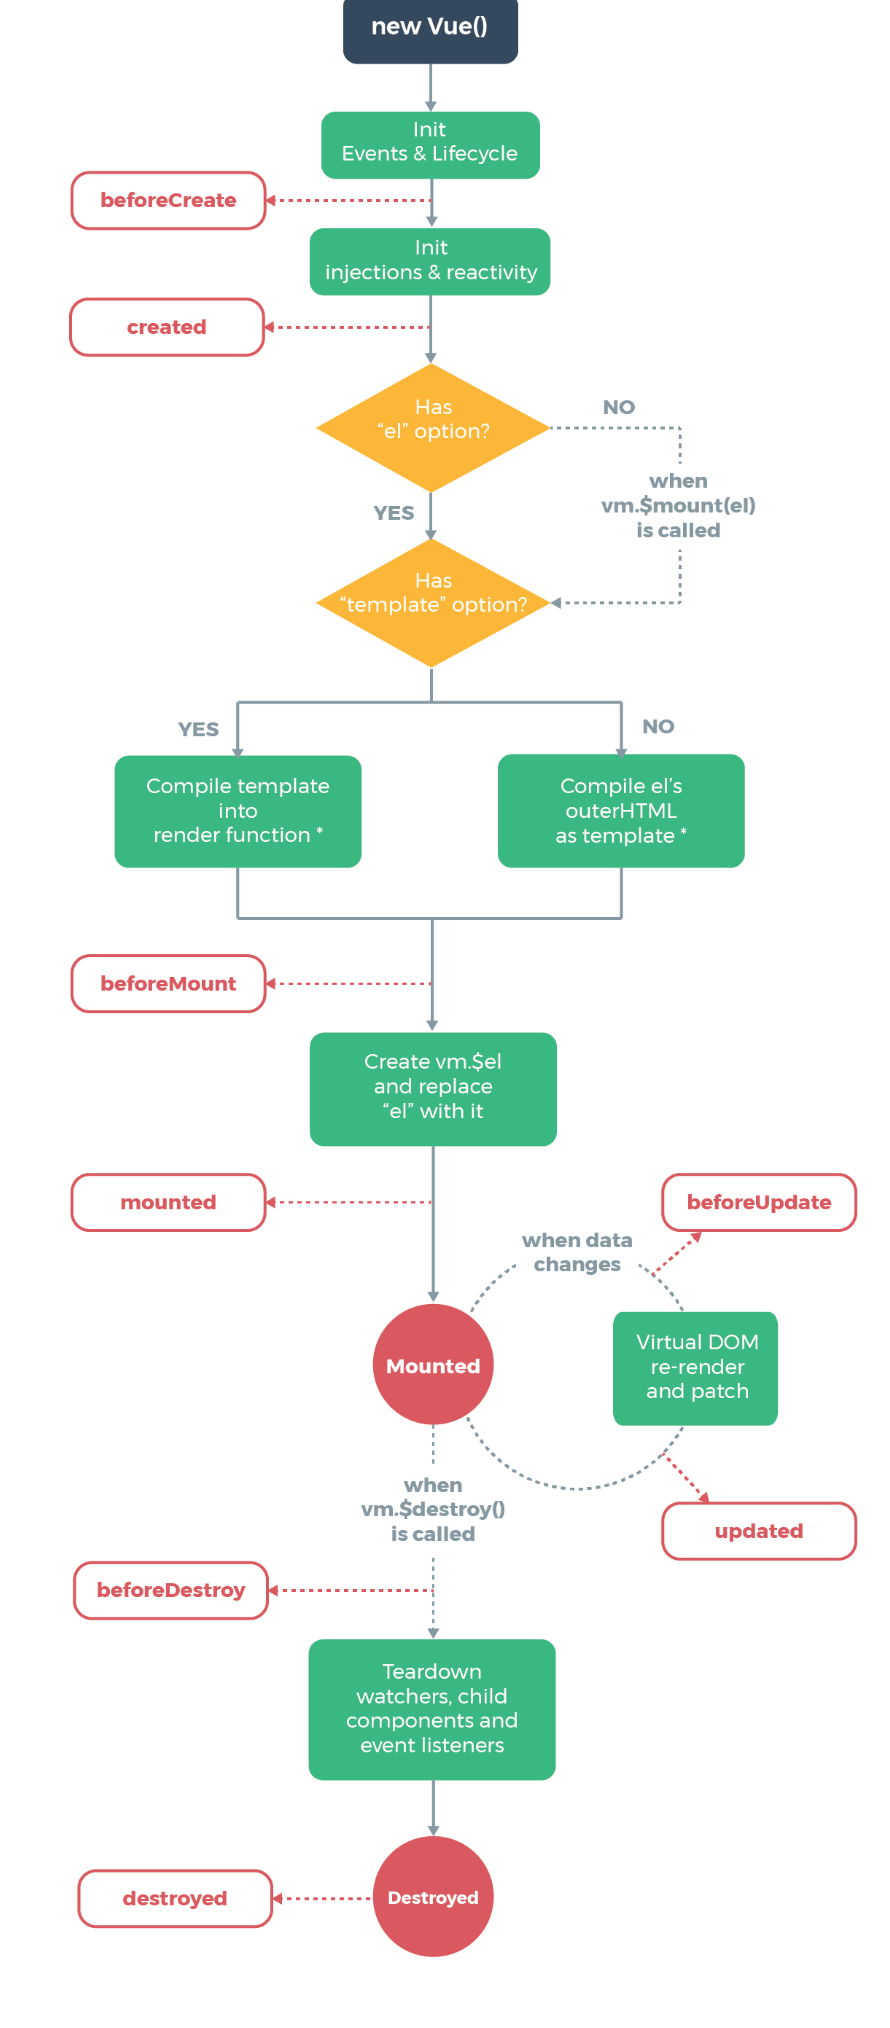 new Vue()
Init
Events & Lifecycle
beforeCreate
Init
injections & reactivity
created
Has
“el” option?
NO
when
vm.$mount(el)
is called
YES
Has
“template” option?
YES
NO
Compile template
into
render function *
Compile el’s
outerHTML
as template *
beforeMount
Create vm.$el
and replace
“el” with it
mounted
beforeUpdate
when data
changes
Mounted
Virtual DOM
re-render
and patch
when
vm.$destroy()
is called
updated
beforeDestroy
Teardown
watchers, child
components and
event listeners
destroyed
Destroyed